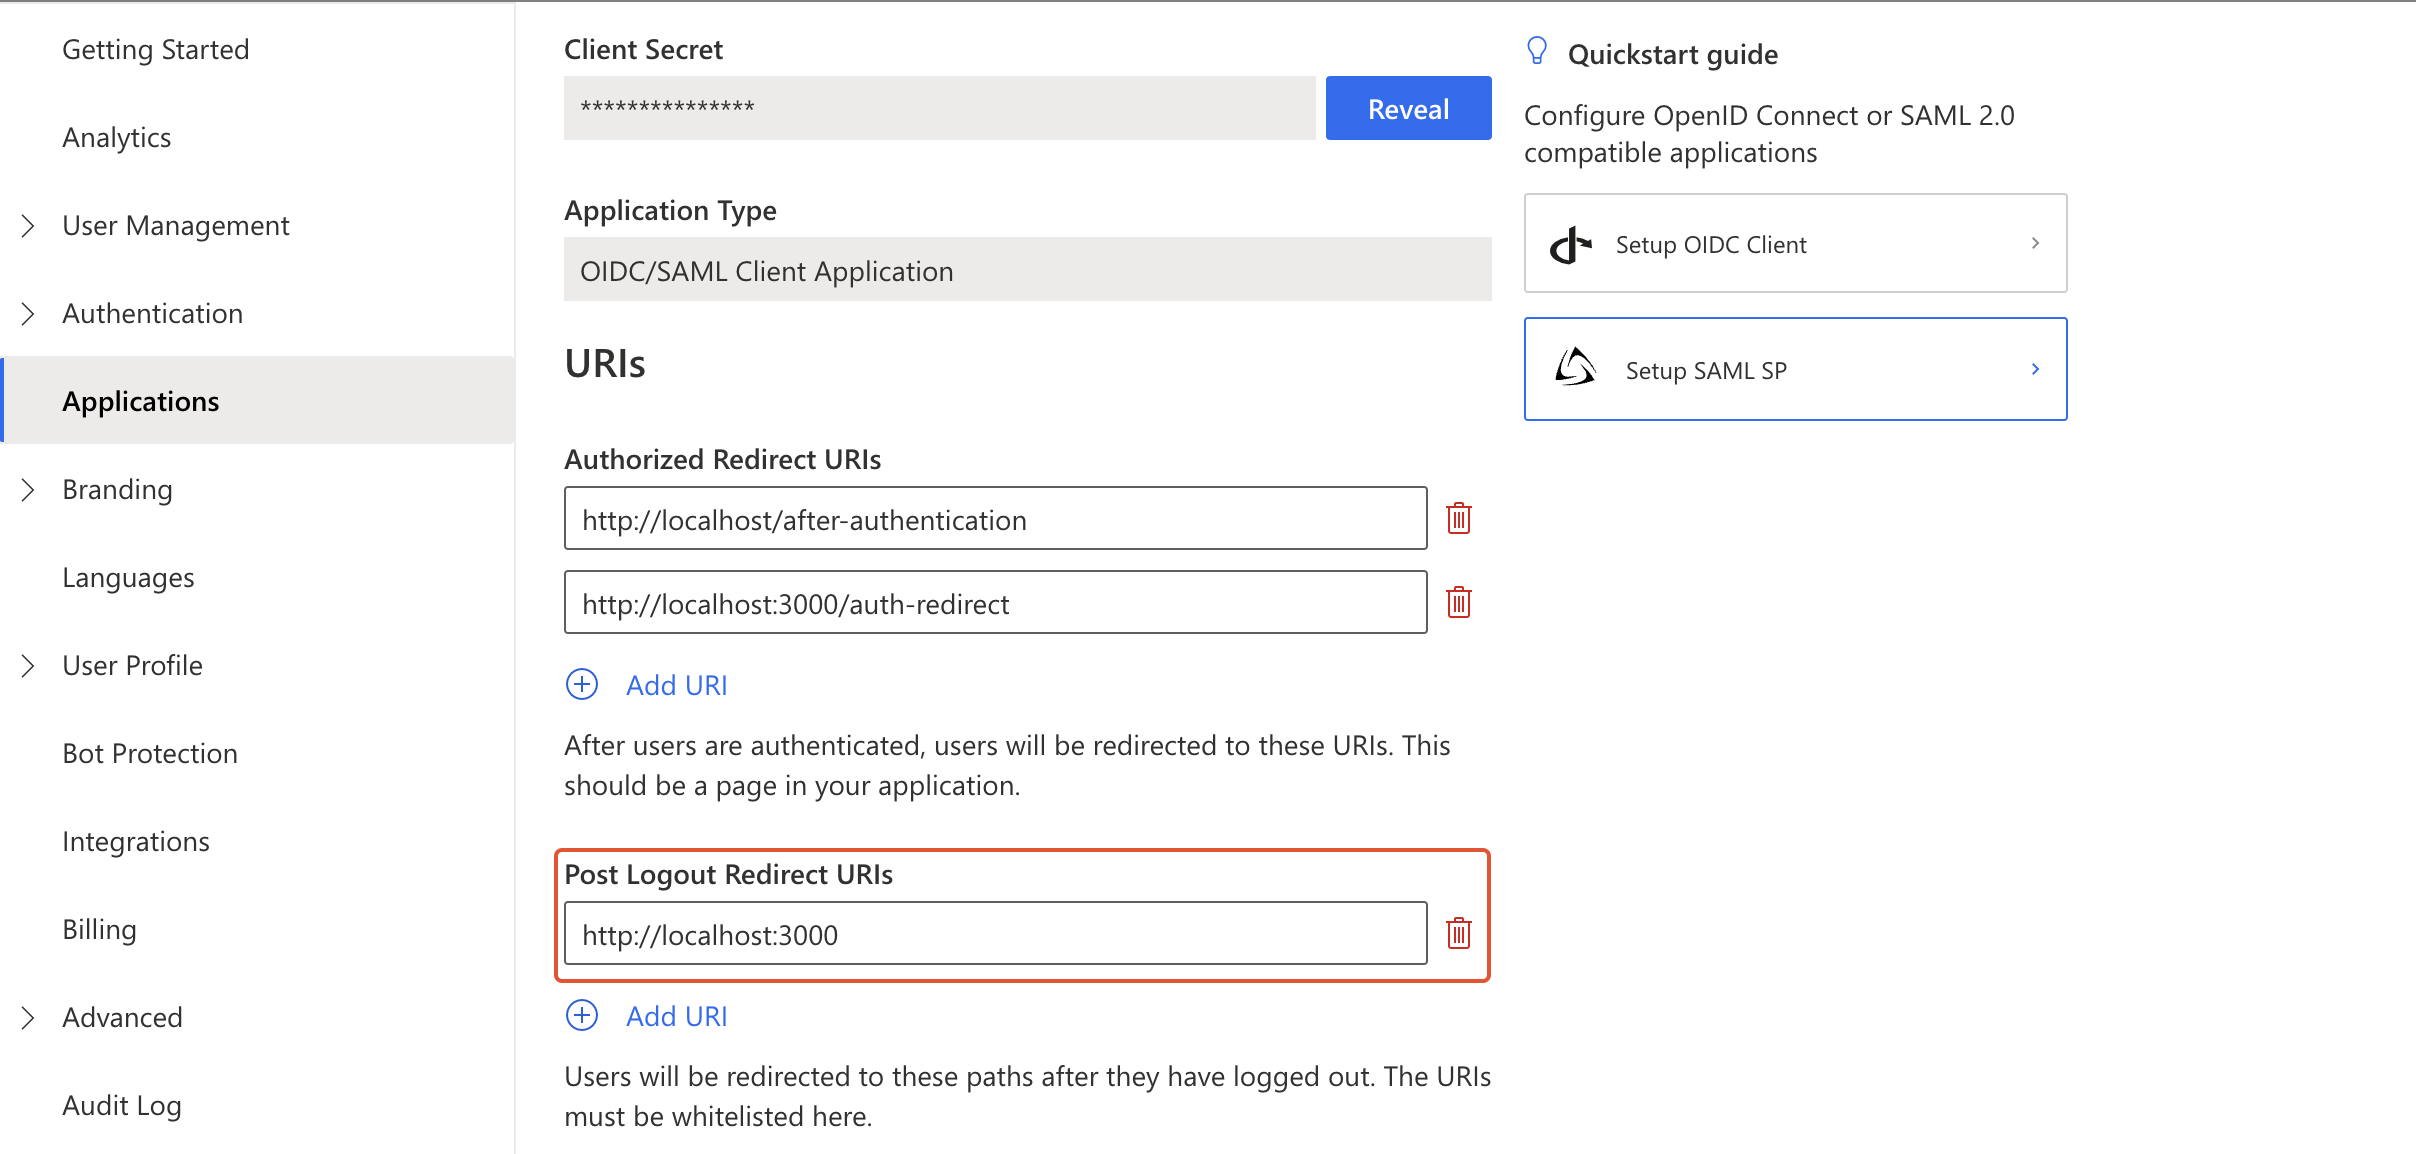 Getting Started
Analytics
User Management
Authentication
Applications
Branding
Languages
User Profile
Bot Protection
Integrations
Billing
Advanced
Audit Log
Client Secret
***************
Reveal
Application Type
OIDC/SAML Client Application
URIs
Authorized Redirect URIs
http://localhost/after-authentication
http://localhost:3000/auth-redirect
Add URI
After users are authenticated, users will be redirected to these URIs. This
should be a page in your application.
Post Logout Redirect URIs
http://localhost:3000
Add URI
Users will be redirected to these paths after they have logged out. The URIs
must be whitelisted here.
Quickstart guide
Configure OpenID Connect or SAML 2.0
compatible applications
Setup OIDC Client
Setup SAML SP